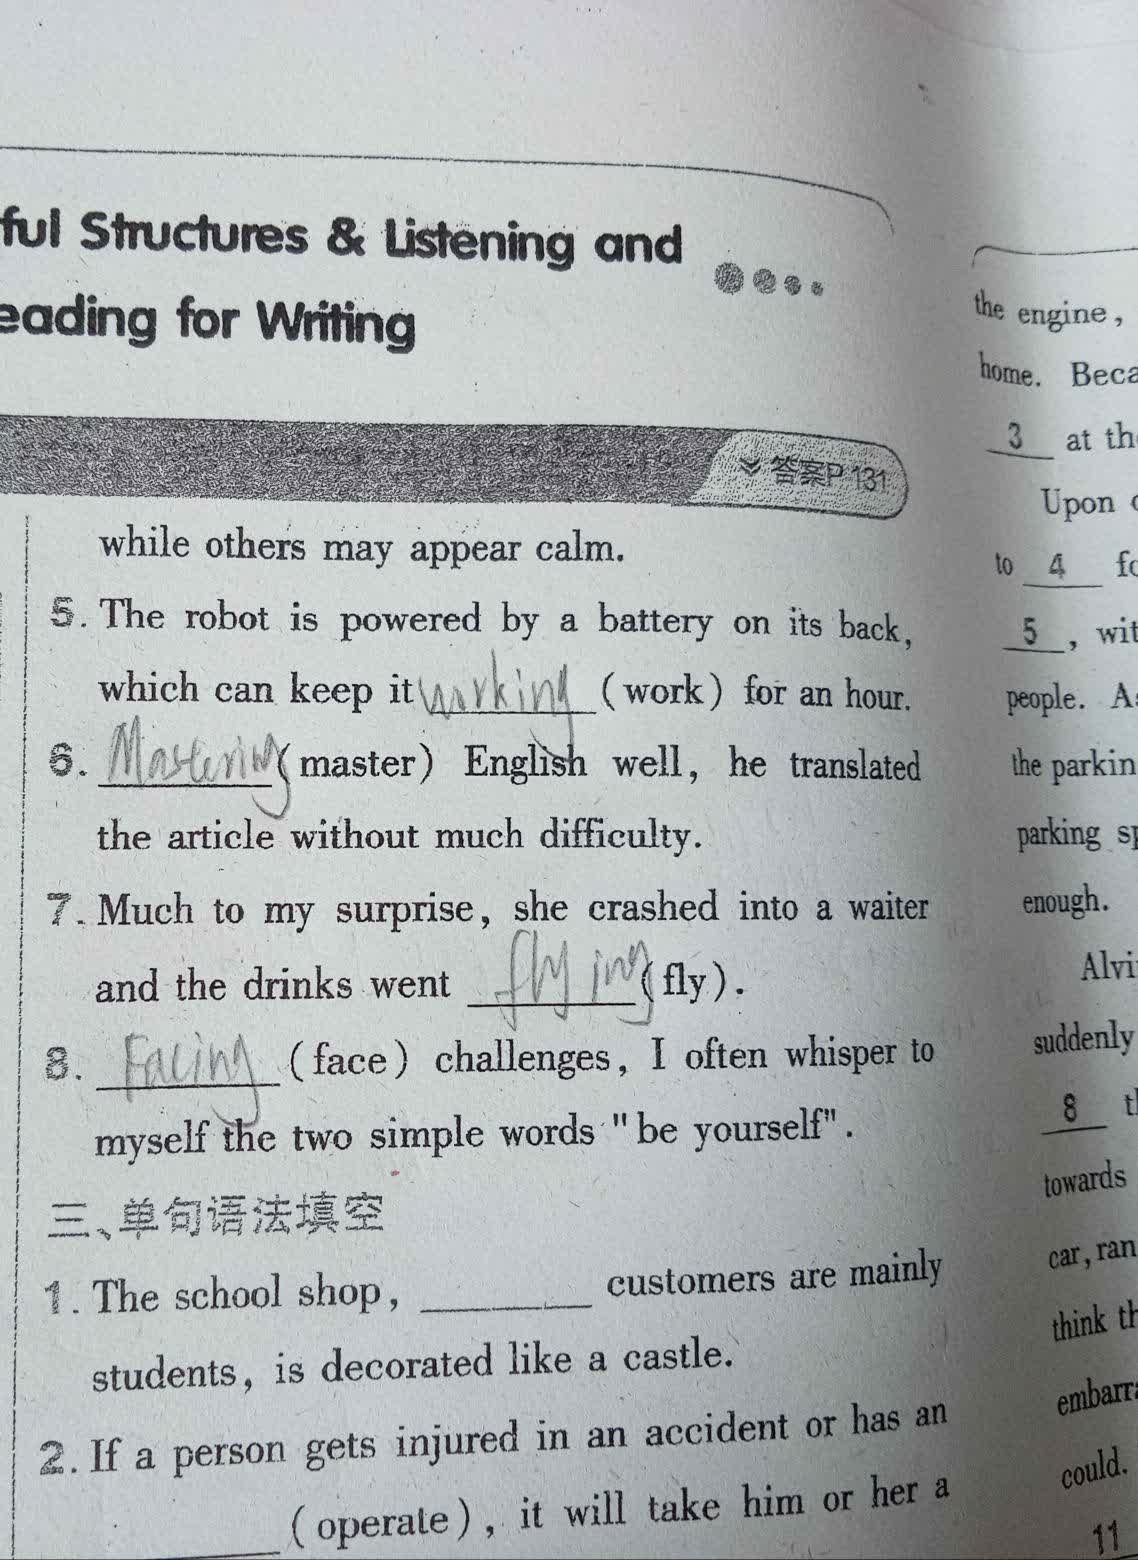 ful Structures & Listening and
eading for Writing
答案P 131
while others may appear calm.
5. The robot is powered by a battery on its back,
which can keep it working (work) for an hour.
6. Mastering (master) English well, he translated
the article without much difficulty.
7. Much to my surprise, she crashed into a waiter
and the drinks went flying (fly).
8. Facing (face) challenges, I often whisper to
myself the two simple words "be yourself".
三、单句语法填空
1. The school shop, ______ customers are mainly
students, is decorated like a castle.
2. If a person gets injured in an accident or has an
______ (operate), it will take him or her a
the engine,
home. Beca
3 at th
Upon
to 4 fo
5, wit
people. A
the parkin
parking sp
enough.
Alvi
suddenly
8 t
towards
car, ran
think th
embarra
could.
11